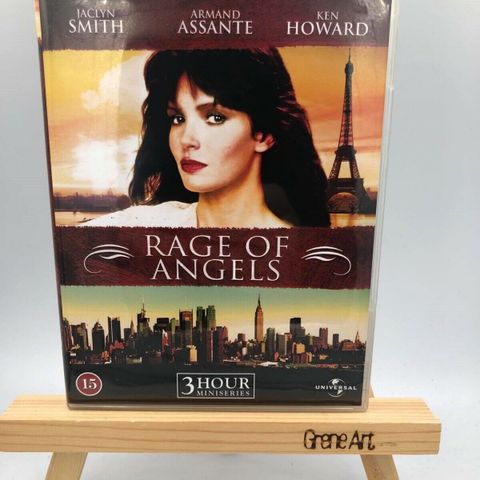 JACLYN SMITH
ARMAND ASSANTE
KEN HOWARD
RAGE OF
ANGELS
15
3 HOUR
MINISERIES
UNIVERSAL
Grene Art